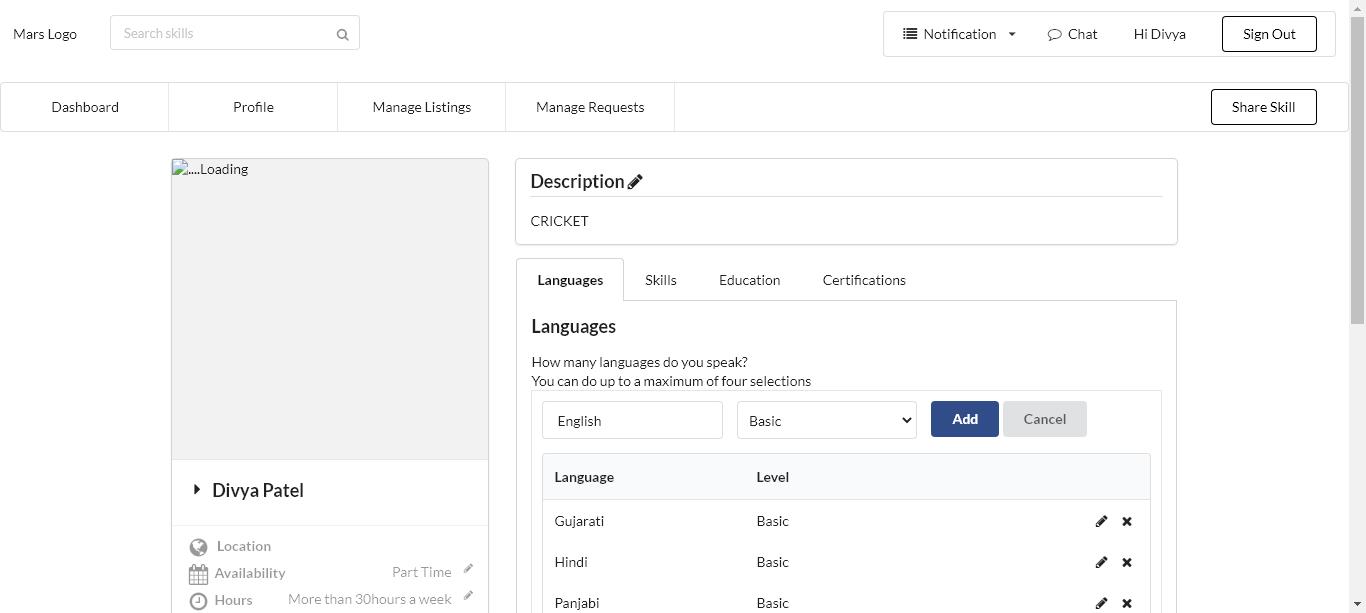 Mars Logo
Search skills
Notification
Chat
Hi Divya
Sign Out
Dashboard
Profile
Manage Listings
Manage Requests
Share Skill
....Loading
Divya Patel
Location
Availability
Part Time
Hours
More than 30hours a week
Description
CRICKET
Languages
Skills
Education
Certifications
Languages
How many languages do you speak?
You can do up to a maximum of four selections
English
Basic
Add
Cancel
Language Level
Gujarati Basic
Hindi Basic
Panjabi Basic